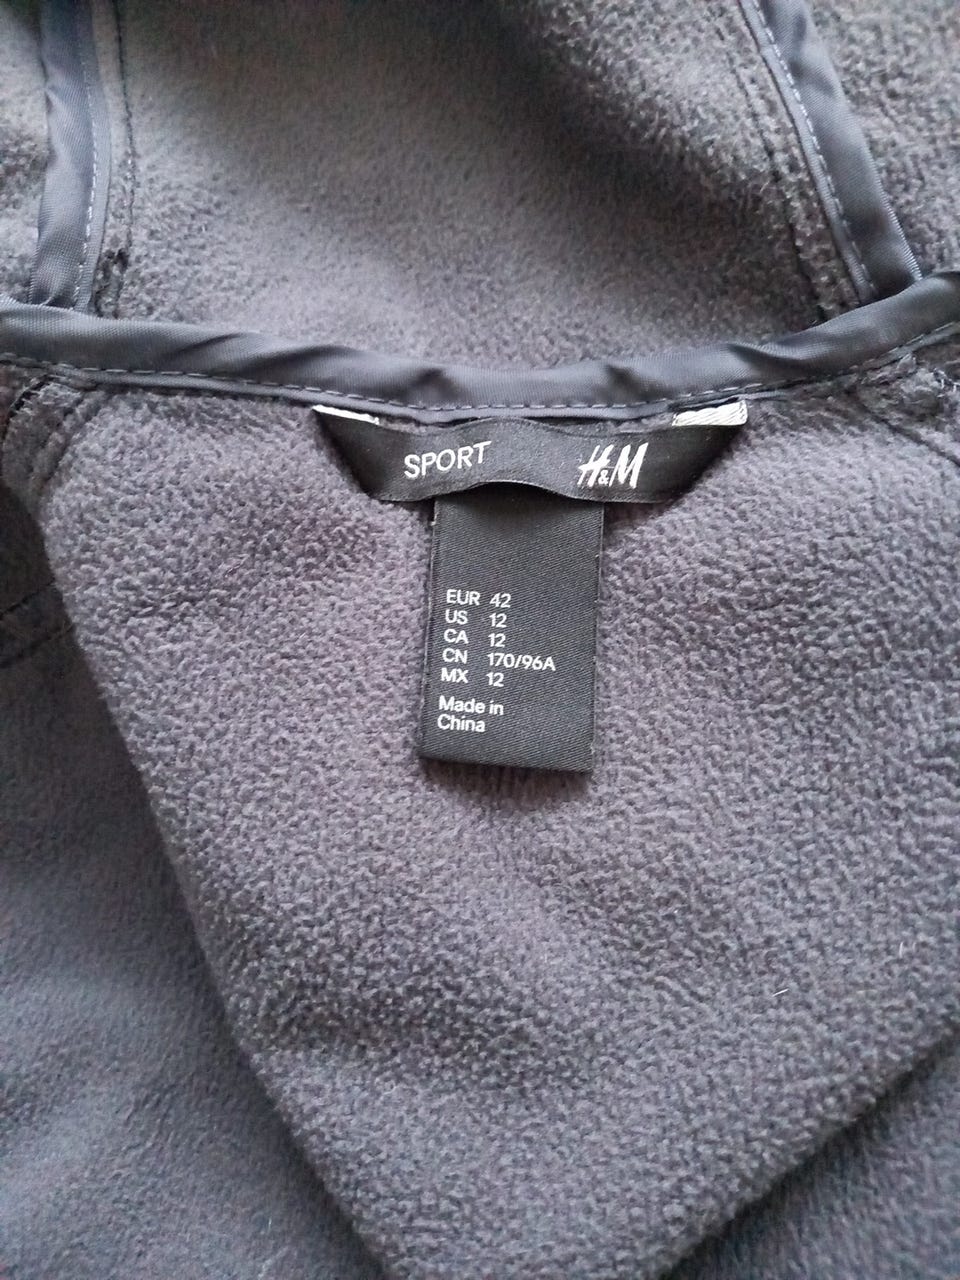 SPORT H&M
EUR 42
US 12
CA 12
CN 170/96A
MX 12
Made in
China